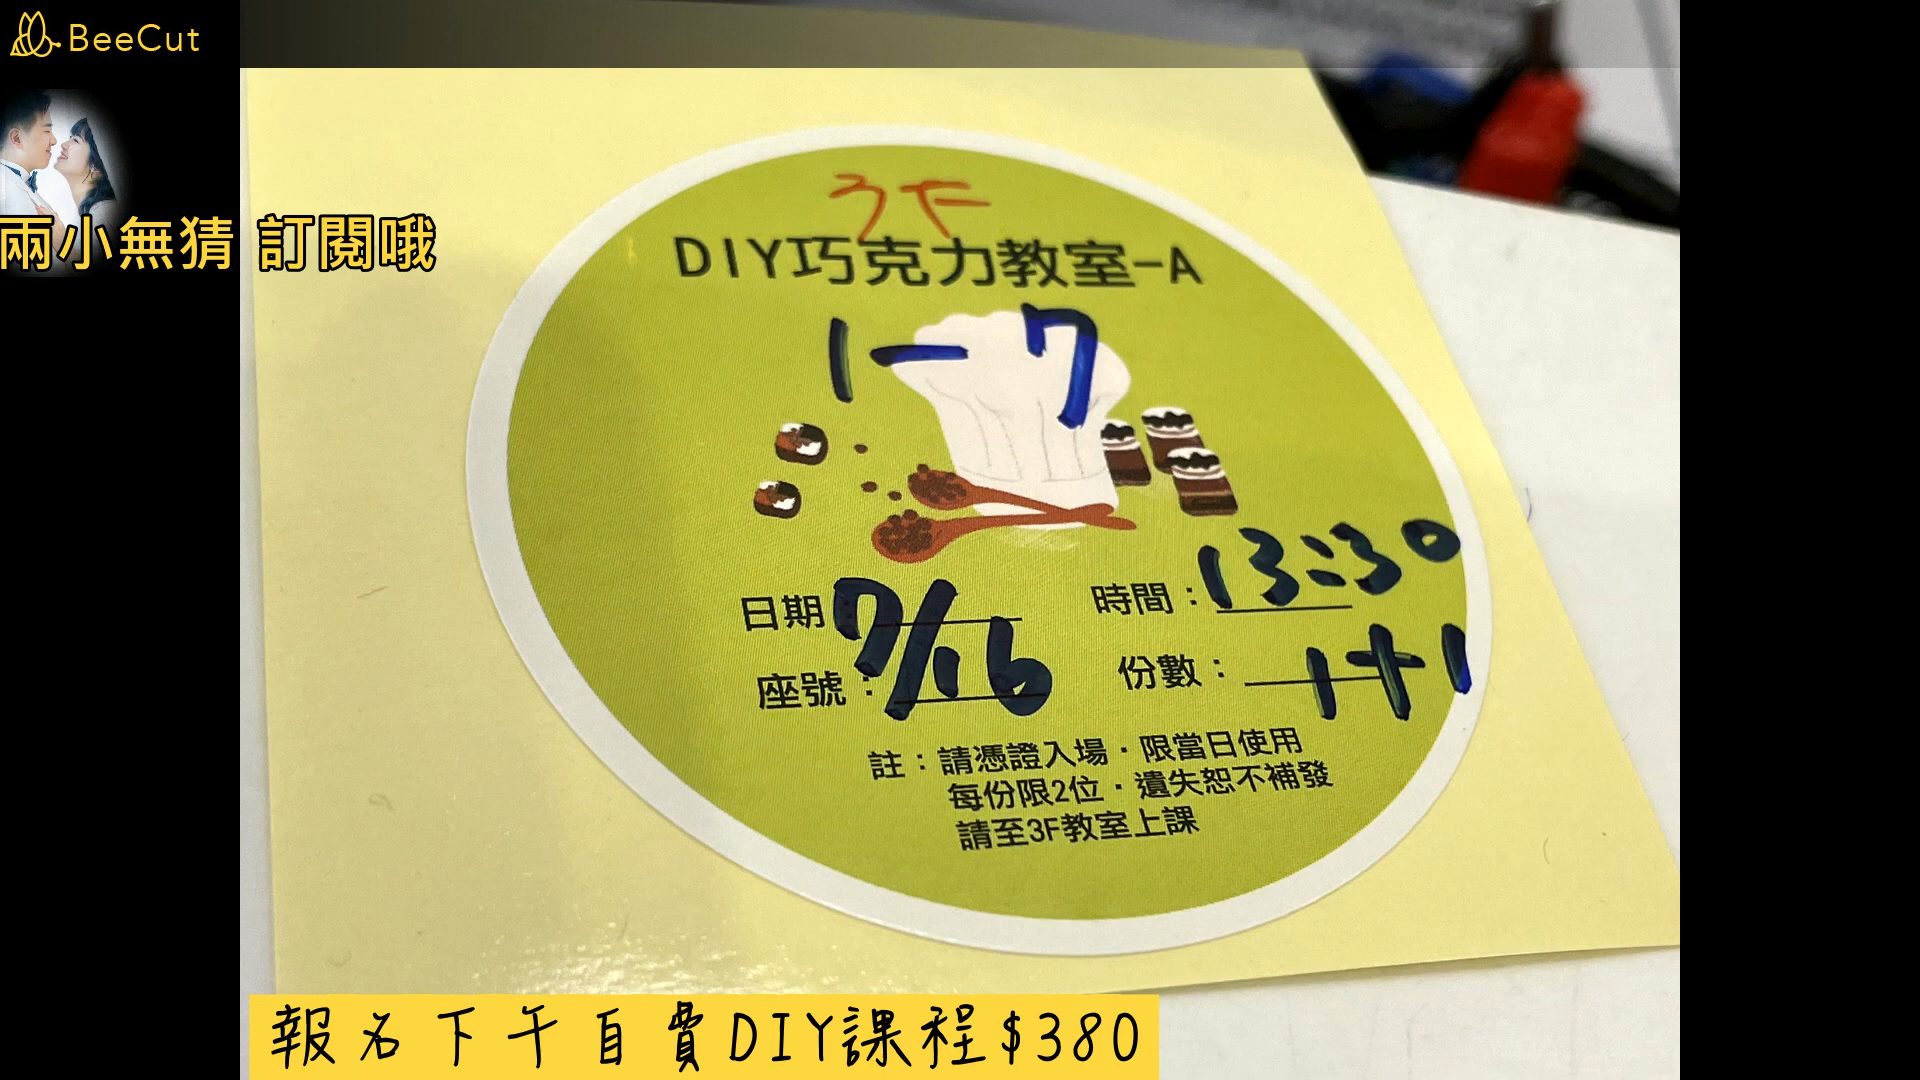 BeeCut
兩小無猜 訂閱哦
3F
DIY巧克力教室-A
1-7
日期：7/16
時間：13:30
座號：
份數：1+1
註：請憑證入場．限當日使用
每份限2位．遺失恕不補發
請至3F教室上課
報名下午自費DIY課程$380